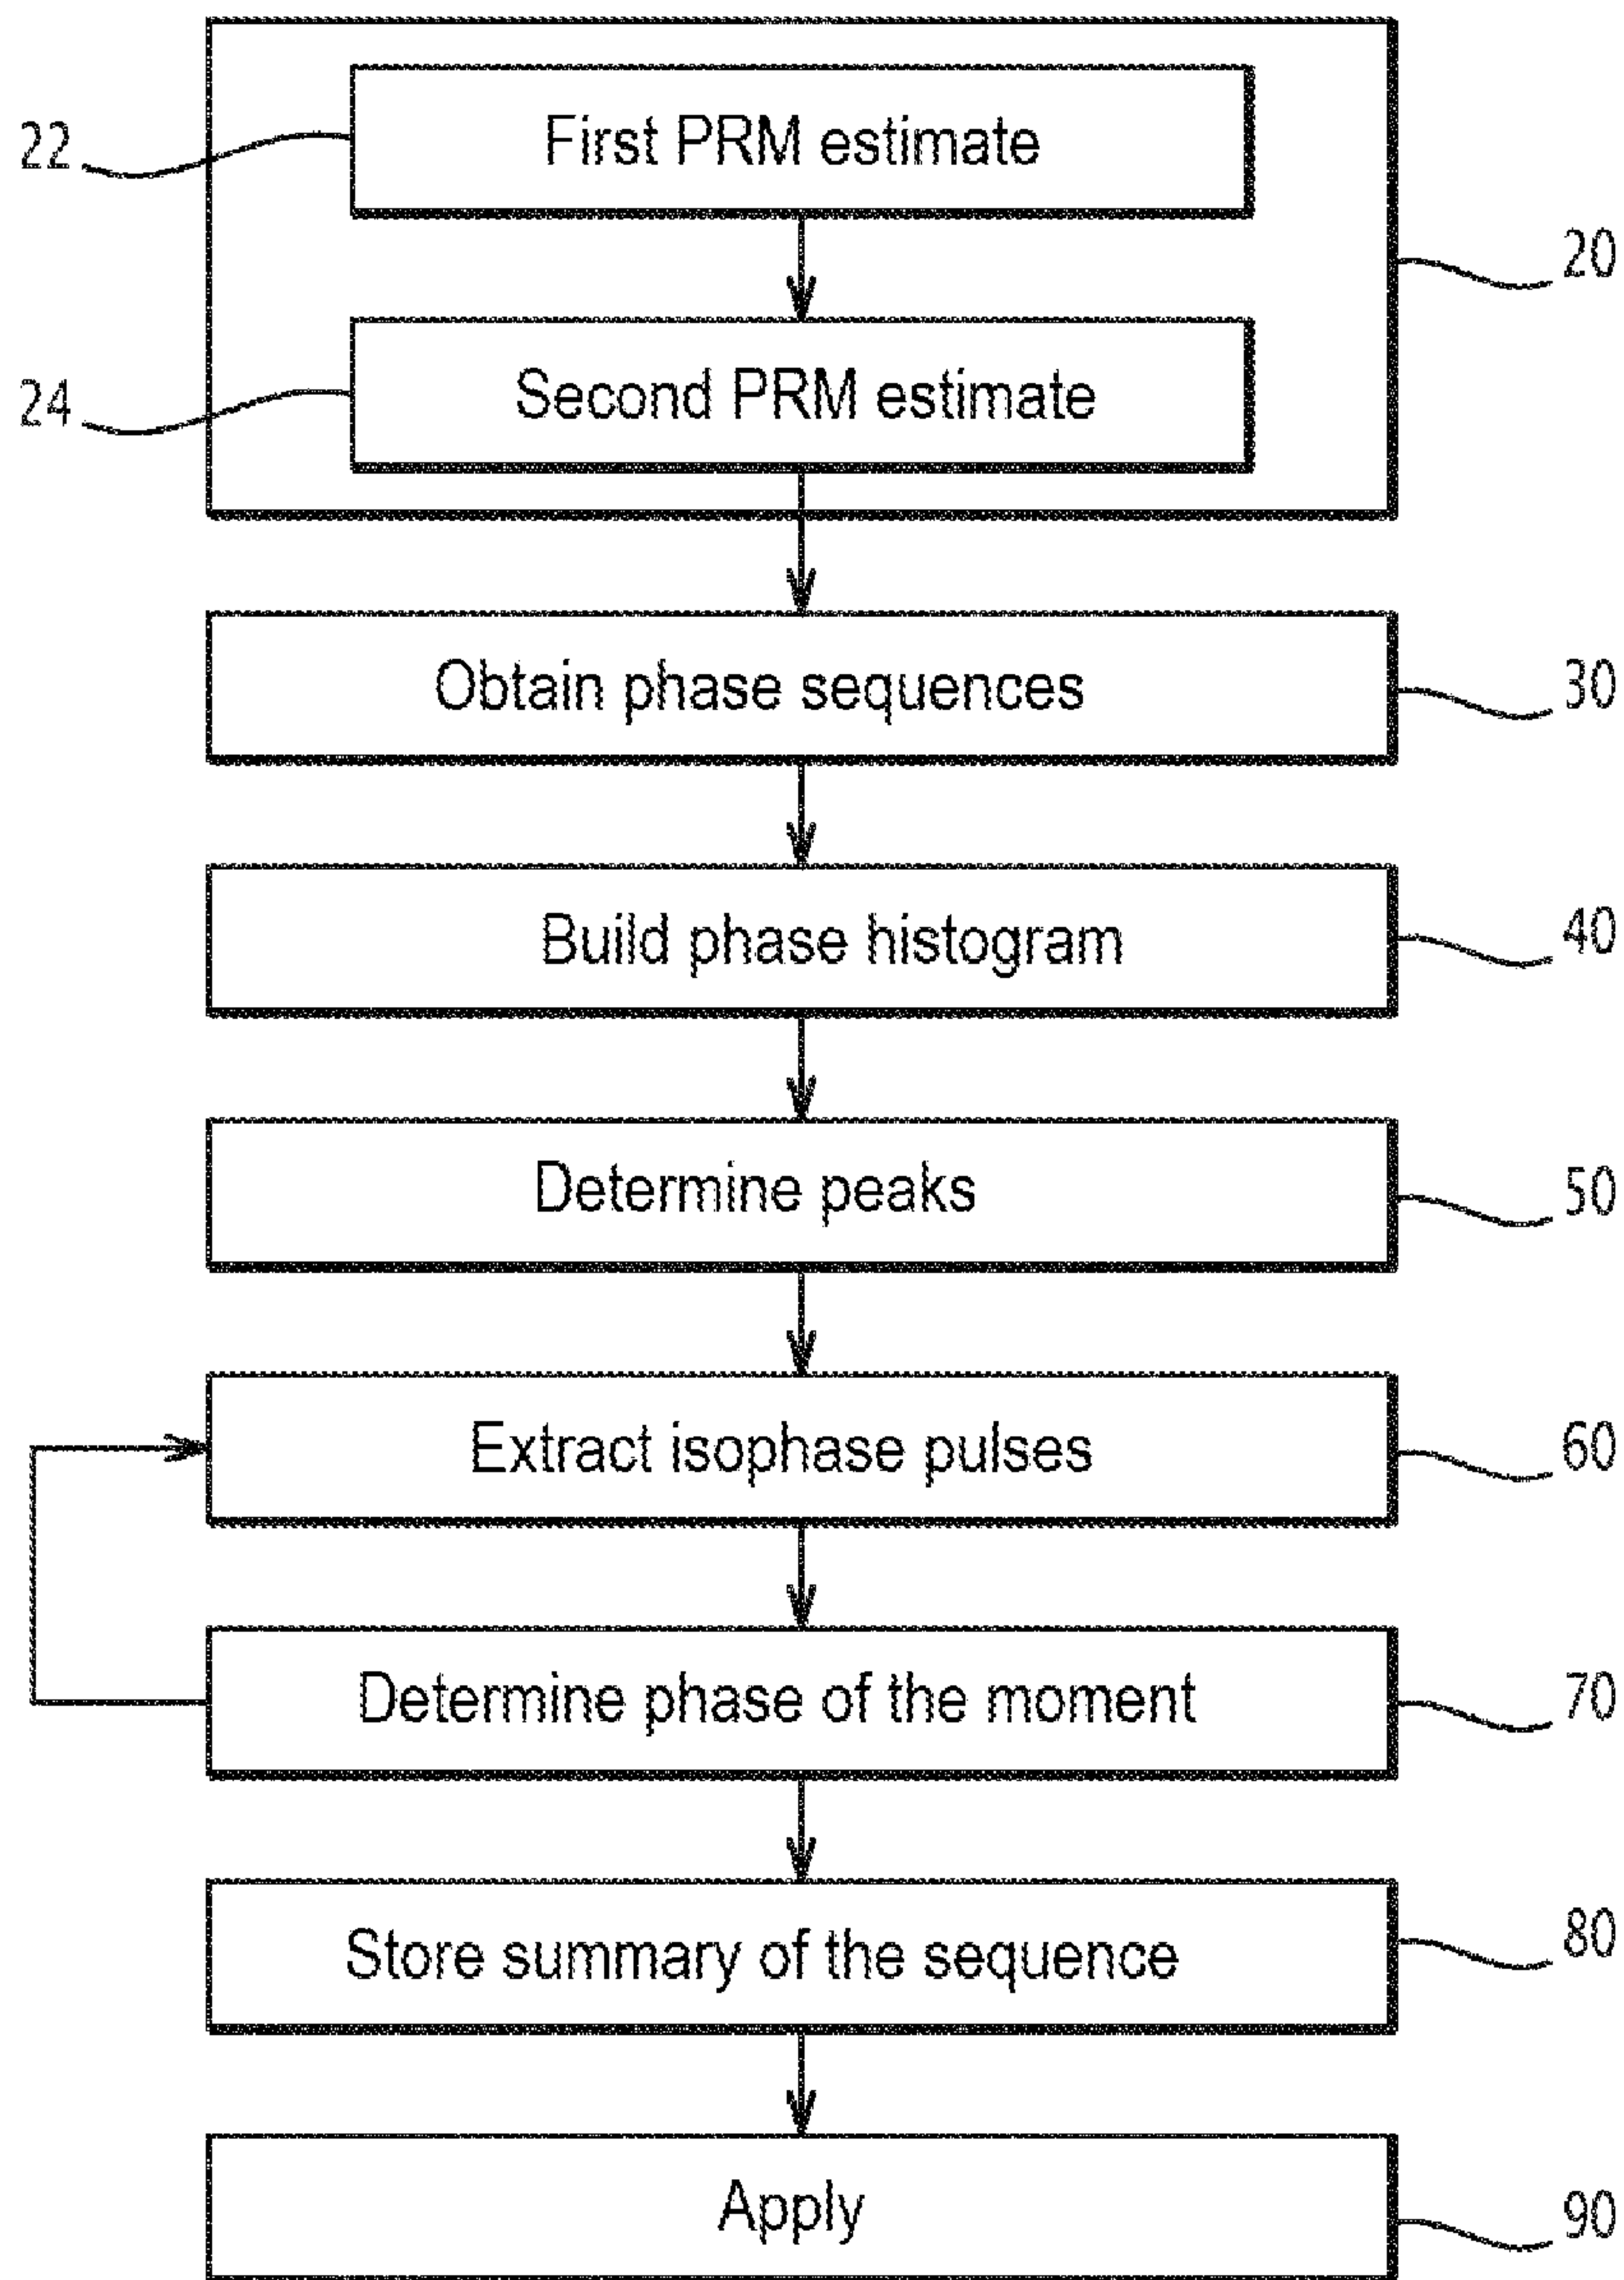 22
First PRM estimate
20
24
Second PRM estimate
Obtain phase sequences
30
Build phase histogram
40
Determine peaks
50
Extract isophase pulses
60
Determine phase of the moment
70
Store summary of the sequence
80
Apply
90